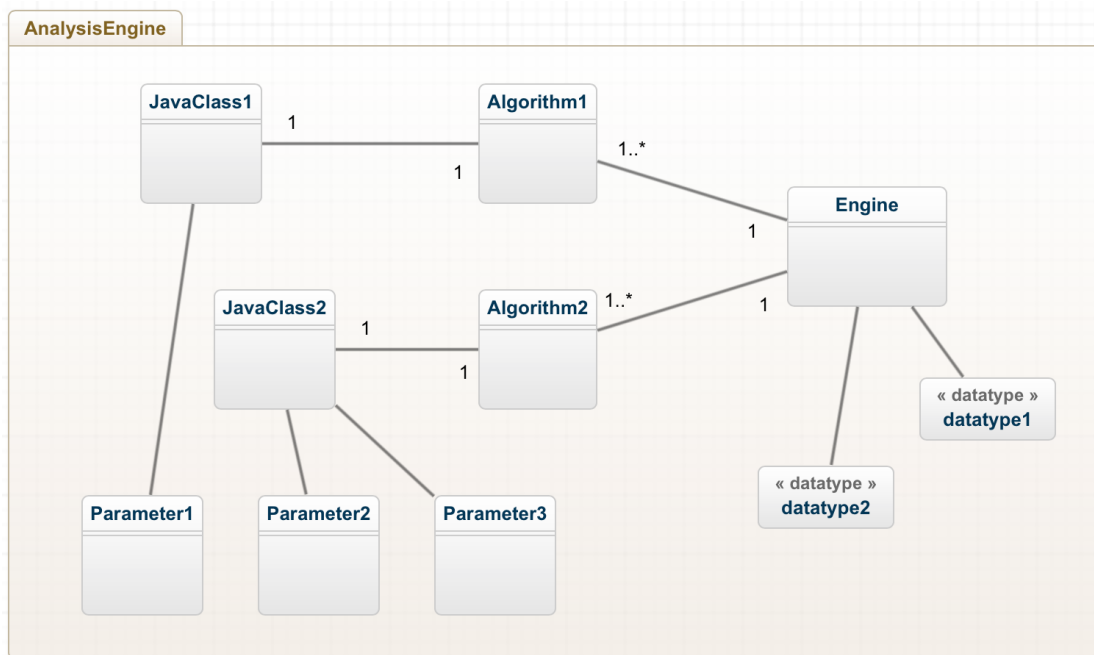 AnalysisEngine
JavaClass1
1
1
Algorithm1
1..*
1
Engine
JavaClass2
1
1
Algorithm2
1..*
1
« datatype »
datatype1
« datatype »
datatype2
Parameter1
Parameter2
Parameter3